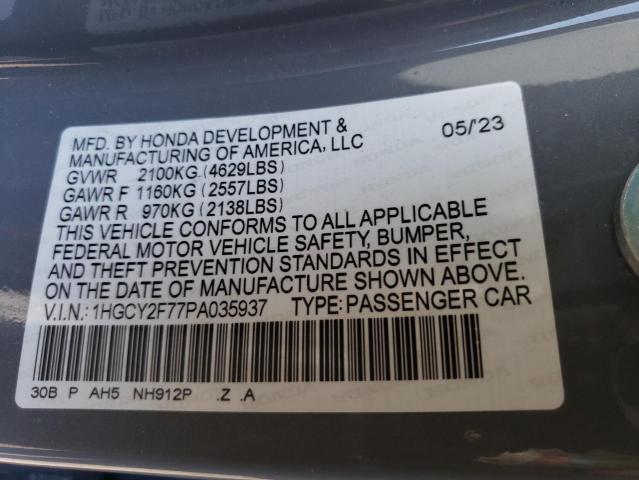 MFD. BY HONDA DEVELOPMENT & 05/'23
MANUFACTURING OF AMERICA, LLC
GVWR 2100KG.(4629LBS)
GAWR F 1160KG (2557LBS)
GAWR R 970KG (2138LBS)
THIS VEHICLE CONFORMS TO ALL APPLICABLE
FEDERAL MOTOR VEHICLE SAFETY, BUMPER,
AND THEFT PREVENTION STANDARDS IN EFFECT
ON THE DATE OF MANUFACTURE SHOWN ABOVE.
V.I.N.: 1HGCY2F77PA035937 TYPE: PASSENGER CAR
30B P AH5 NH912P .Z .A